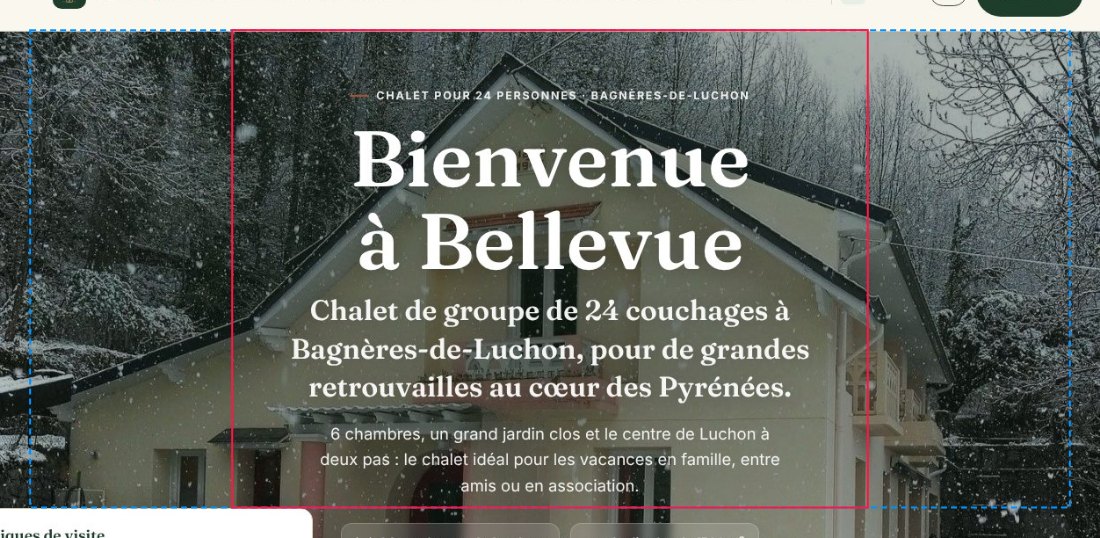 CHALET POUR 24 PERSONNES · BAGNÈRES-DE-LUCHON
Bienvenue
à Bellevue
Chalet de groupe de 24 couchages à
Bagnères-de-Luchon, pour de grandes
retrouvailles au cœur des Pyrénées.
6 chambres, un grand jardin clos et le centre de Luchon à
deux pas : le chalet idéal pour les vacances en famille, entre
amis ou en association.
iques de visite